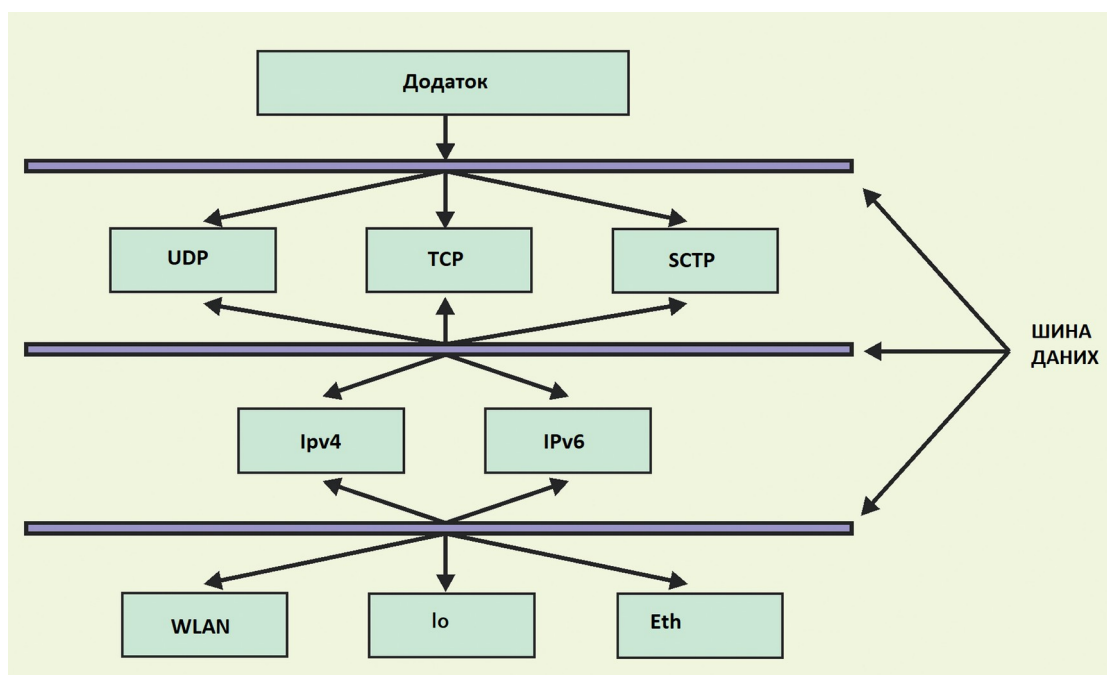 Додаток
UDP
TCP
SCTP
ШИНА
ДАНИХ
Ipv4
IPv6
WLAN
lo
Eth